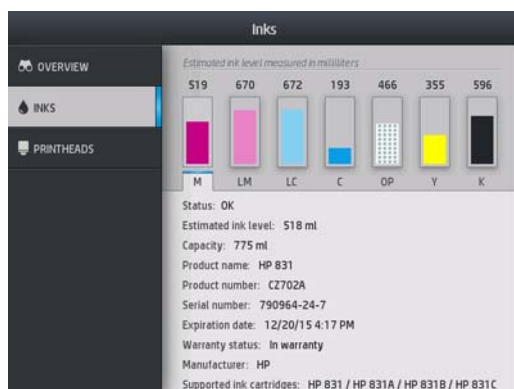 Inks
OVERVIEW
INKS
PRINTHEADS
Estimated ink level measured in milliliters
519 670 672 193 466 355 596
M LM LC C OP Y K
Status: OK
Estimated ink level: 518 ml
Capacity: 775 ml
Product name: HP 831
Product number: CZ702A
Serial number: 790964-24-7
Expiration date: 12/20/15 4:17 PM
Warranty status: In warranty
Manufacturer: HP
Supported ink cartridges: HP 831 / HP 831A / HP 831B / HP 831C